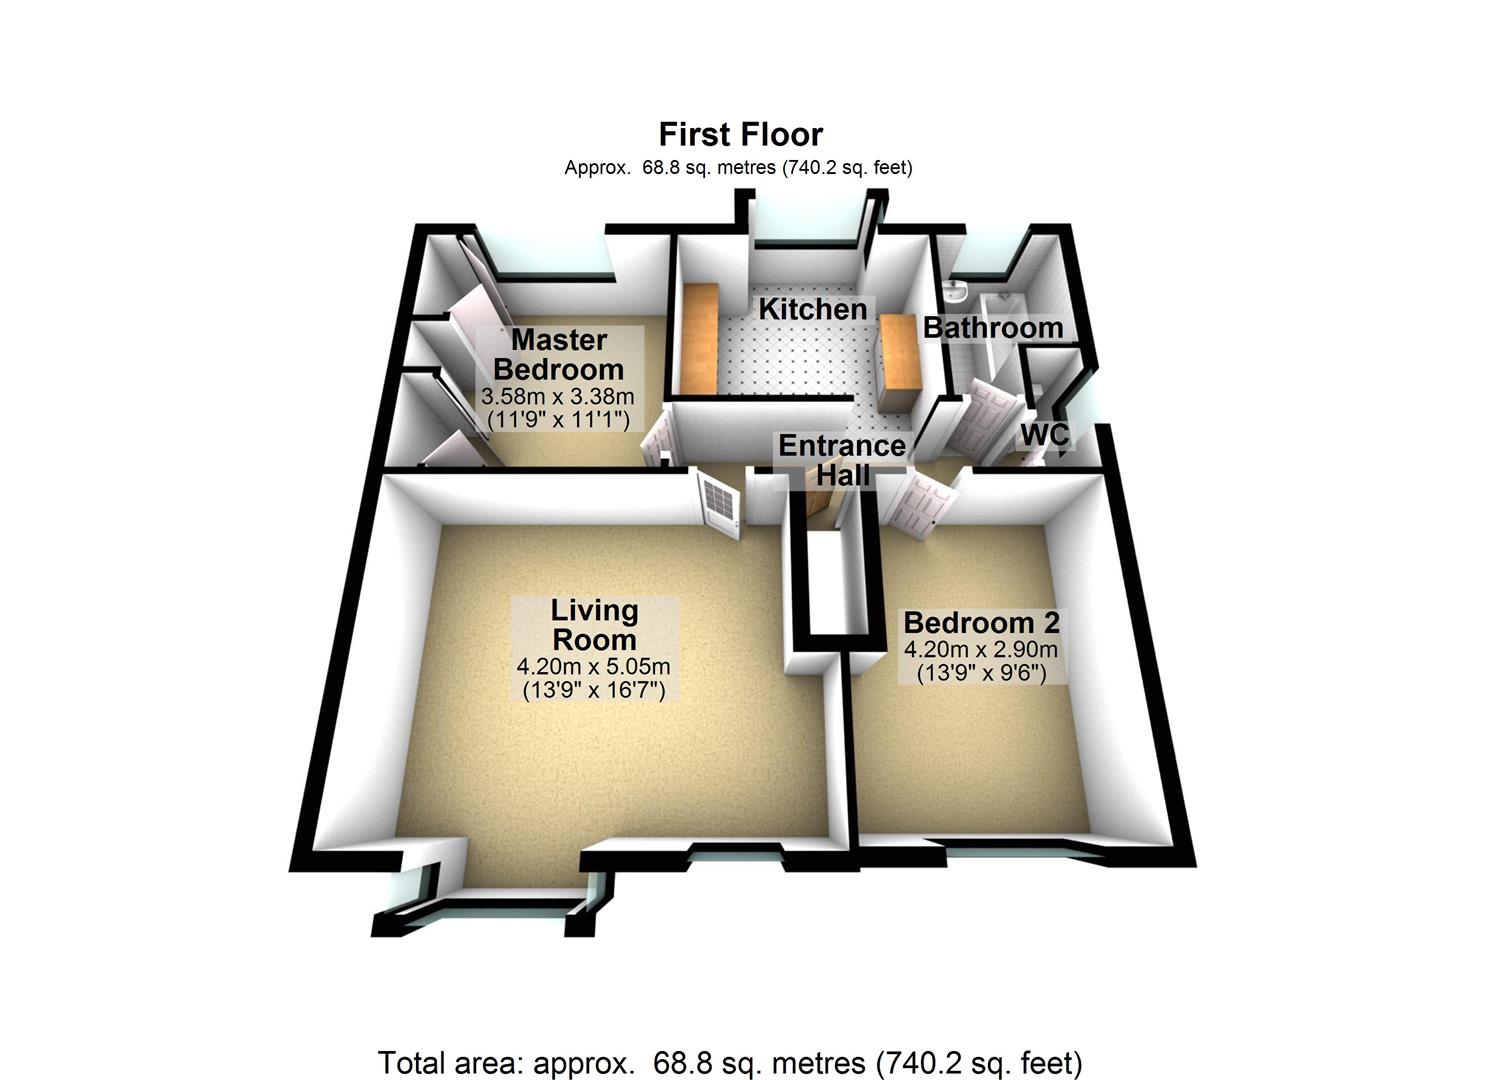 First Floor
Approx.  68.8 sq. metres (740.2 sq. feet)
Kitchen
Bathroom
Master
Bedroom
3.58m x 3.38m
(11'9" x 11'1")
WC
Entrance
Hall
Living
Room
4.20m x 5.05m
(13'9" x 16'7")
Bedroom 2
4.20m x 2.90m
(13'9" x 9'6")
Total area: approx.  68.8 sq. metres (740.2 sq. feet)